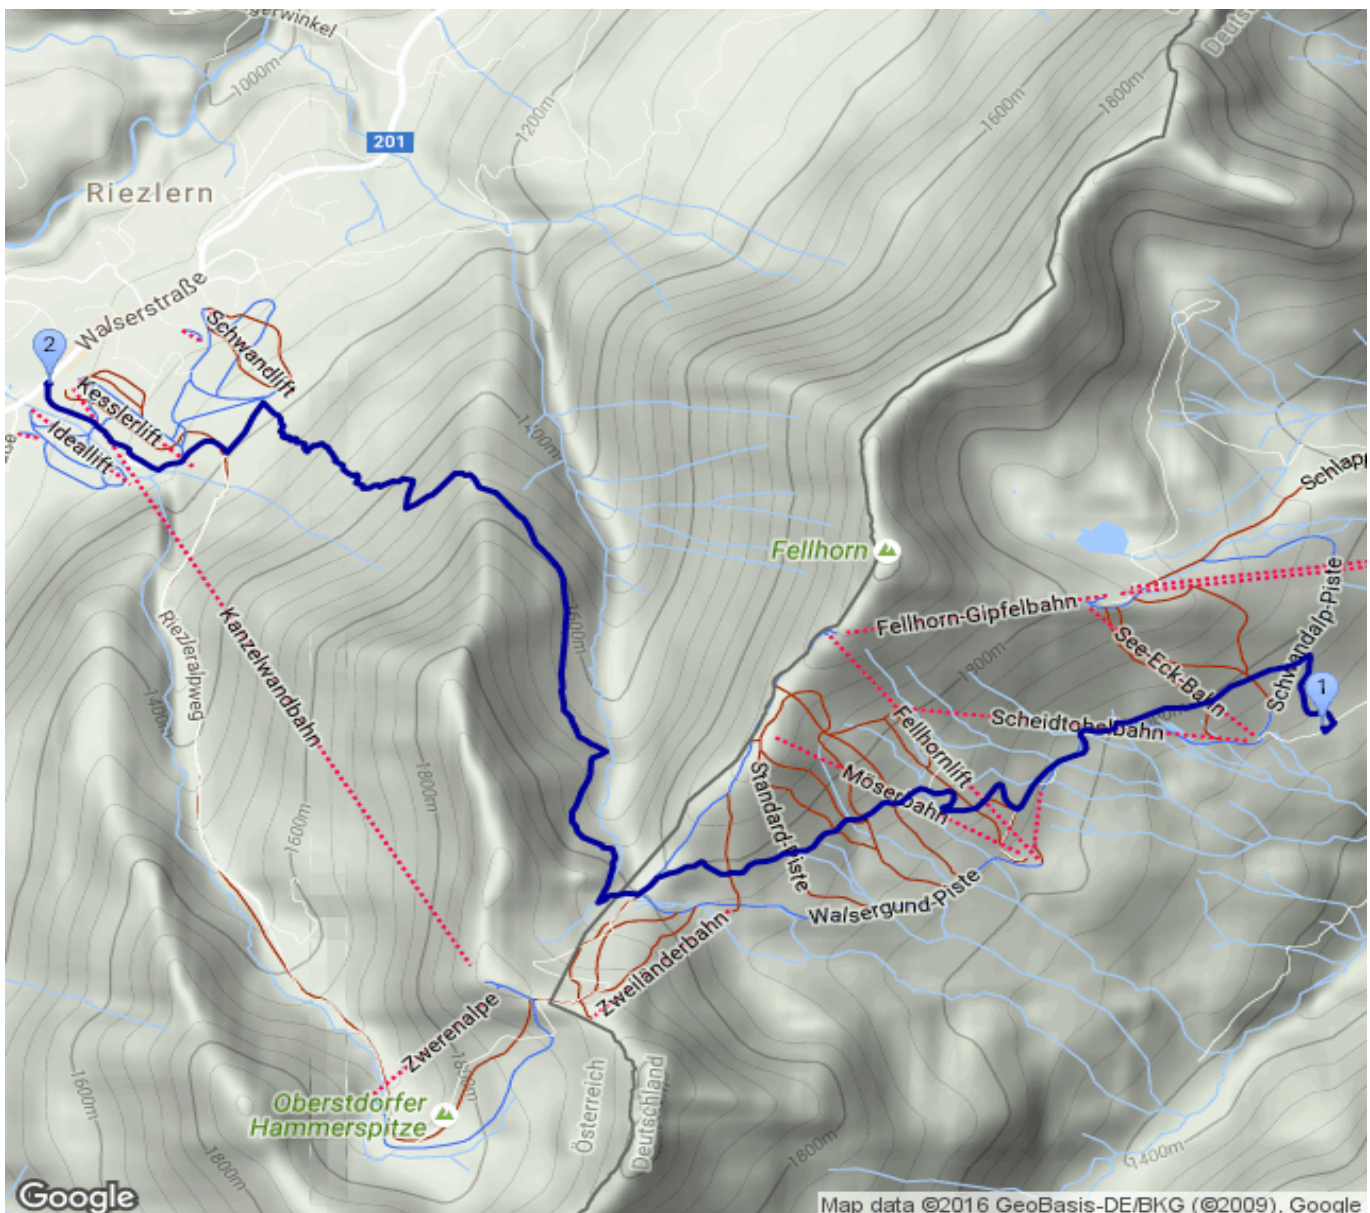 1000m
201
Riezlern
Walserstraße
1200m
1600m
1800m
2
Schwandlift
Kesslerlift
Ideallift
1400m
Schlapp
Fellhorn
Fellhorn-Gipfelbahn
See-Eck-Bahn
Schwandalp-Piste
1
Scheidtobelbahn
Fellhornlift
Möserbahn
Standard-Piste
Walsergund-Piste
Zweiländerbahn
1600m
Riezleralpweg
1400m
Kanzelwandbahn
1800m
1600m
Zwerenalpe
Oberstdorfer
Hammerspitze
Österreich
Deutschland
1600m
1800m
1800m
1400m
Google
Map data ©2016 GeoBasis-DE/BKG (©2009), Google